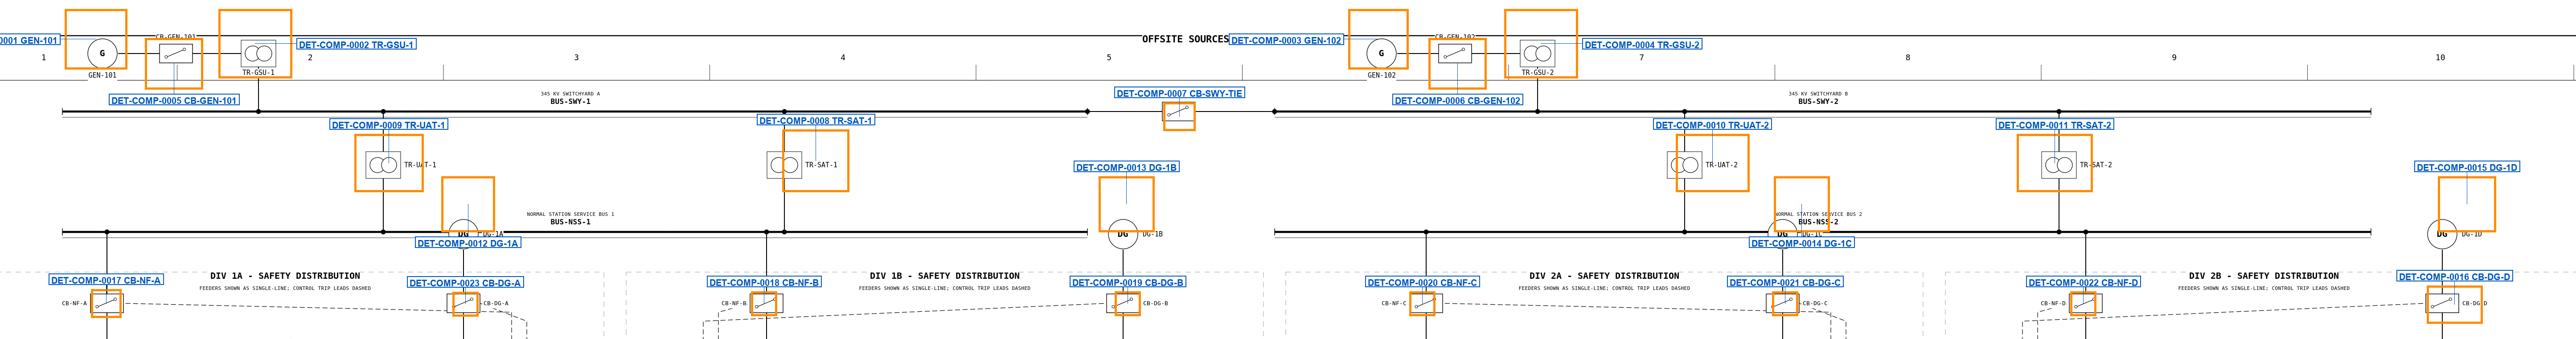 CB-GEN-101
CB-GEN-102
OFFSITE SOURCES
0001 GEN-101
DET-COMP-0002 TR-GSU-1
DET-COMP-0003 GEN-102
DET-COMP-0004 TR-GSU-2
G
G
1
2
3
4
5
7
8
9
10
GEN-101
TR-GSU-1
GEN-102
TR-GSU-2
DET-COMP-0005 CB-GEN-101
345 KV SWITCHYARD A
BUS-SWY-1
DET-COMP-0007 CB-SWY-TIE
DET-COMP-0006 CB-GEN-102
345 KV SWITCHYARD B
BUS-SWY-2
DET-COMP-0009 TR-UAT-1
DET-COMP-0008 TR-SAT-1
DET-COMP-0010 TR-UAT-2
DET-COMP-0011 TR-SAT-2
TR-UAT-1
TR-SAT-1
DET-COMP-0013 DG-1B
TR-UAT-2
TR-SAT-2
DET-COMP-0015 DG-1D
NORMAL STATION SERVICE BUS 1
BUS-NSS-1
NORMAL STATION SERVICE BUS 2
BUS-NSS-2
DG
DG-1A
DG
DG-1B
DG
DG-1C
DG
DG-1D
DET-COMP-0012 DG-1A
DET-COMP-0014 DG-1C
DET-COMP-0017 CB-NF-A
DIV 1A - SAFETY DISTRIBUTION
DET-COMP-0023 CB-DG-A
DET-COMP-0018 CB-NF-B
DIV 1B - SAFETY DISTRIBUTION
DET-COMP-0019 CB-DG-B
DET-COMP-0020 CB-NF-C
DIV 2A - SAFETY DISTRIBUTION
DET-COMP-0021 CB-DG-C
DET-COMP-0022 CB-NF-D
DIV 2B - SAFETY DISTRIBUTION
DET-COMP-0016 CB-DG-D
FEEDERS SHOWN AS SINGLE-LINE; CONTROL TRIP LEADS DASHED
FEEDERS SHOWN AS SINGLE-LINE; CONTROL TRIP LEADS DASHED
FEEDERS SHOWN AS SINGLE-LINE; CONTROL TRIP LEADS DASHED
FEEDERS SHOWN AS SINGLE-LINE; CONTROL TRIP LEADS DASHED
CB-NF-A
CB-DG-A
CB-NF-B
CB-DG-B
CB-NF-C
CB-DG-C
CB-NF-D
CB-DG-D